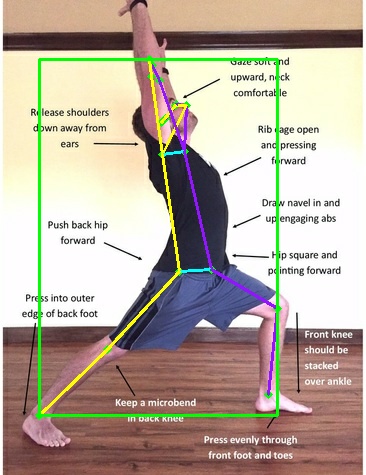 Gaze soft and
upward, neck
comfortable
Release shoulders
down away from
ears
Rib cage open
and pressing
forward
Draw navel in and
up engaging abs
Push back hip
forward
Hip square and
pointing forward
Press into outer
edge of back foot
Front knee
should be
stacked
over ankle
Keep a microbend
in back knee
Press evenly through
front foot and toes